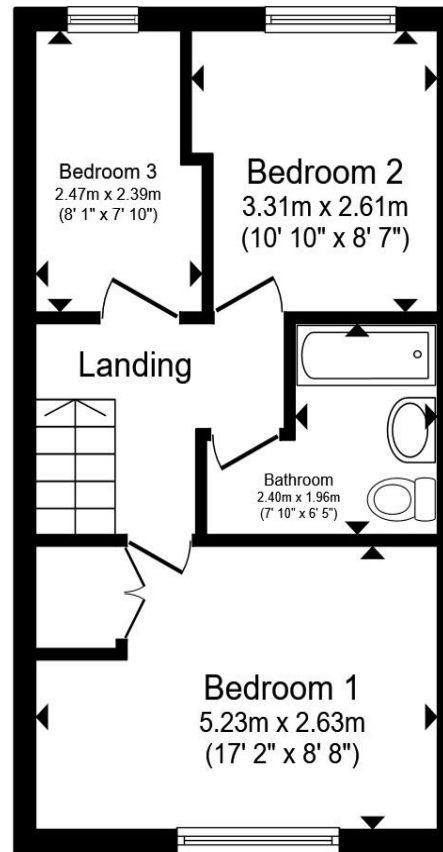 Bedroom 3
2.47m x 2.39m
(8' 1" x 7' 10")
Bedroom 2
3.31m x 2.61m
(10' 10" x 8' 7")
Landing
Bathroom
2.40m x 1.96m
(7' 10" x 6' 5")
Bedroom 1
5.23m x 2.63m
(17' 2" x 8' 8")